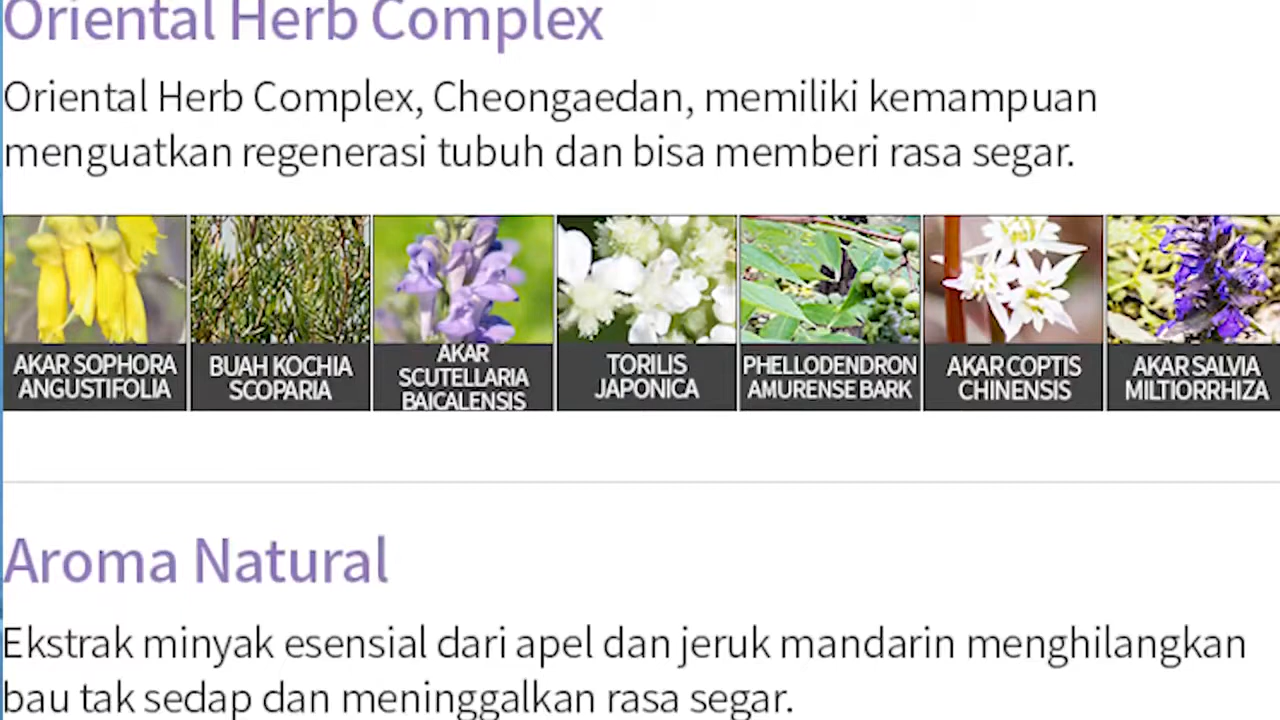 Oriental Herb Complex
Oriental Herb Complex, Cheongaedan, memiliki kemampuan
menguatkan regenerasi tubuh dan bisa memberi rasa segar.
AKAR SOPHORA
ANGUSTIFOLIA
BUAH KOCHIA
SCOPARIA
AKAR
SCUTELLARIA
BAICALENSIS
TORILIS
JAPONICA
PHELLODENDRON
AMURENSE BARK
AKAR COPTIS
CHINENSIS
AKAR SALVIA
MILTIORRHIZA
Aroma Natural
Ekstrak minyak esensial dari apel dan jeruk mandarin menghilangkan
bau tak sedap dan meninggalkan rasa segar.